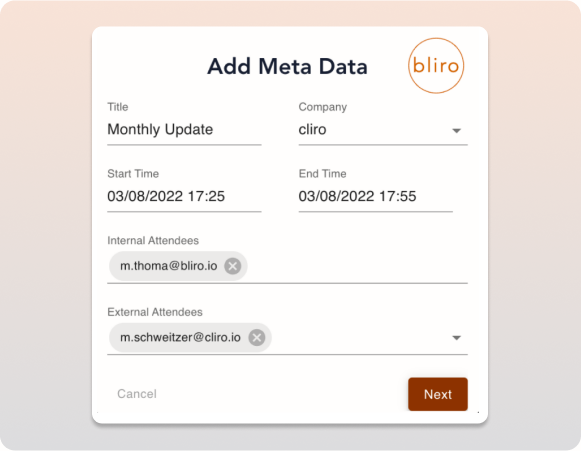 Add Meta Data
bliro
Title
Company
Monthly Update
cliro
Start Time
End Time
03/08/2022 17:25
03/08/2022 17:55
Internal Attendees
m.thoma@bliro.io
External Attendees
m.schweitzer@cliro.io
Cancel
Next